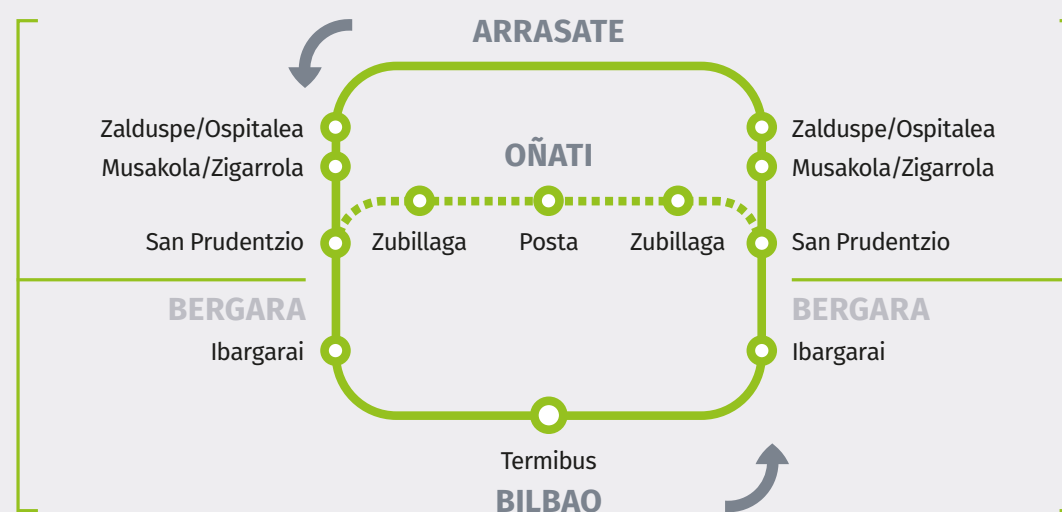 ARRASATE
Zalduspe/Ospitalea
Zalduspe/Ospitalea
OÑATI
Musakola/Zigarrola
Musakola/Zigarrola
San Prudentzio
Zubillaga
Posta
Zubillaga
San Prudentzio
BERGARA
BERGARA
Ibargarai
Ibargarai
Termibus
BILBAO